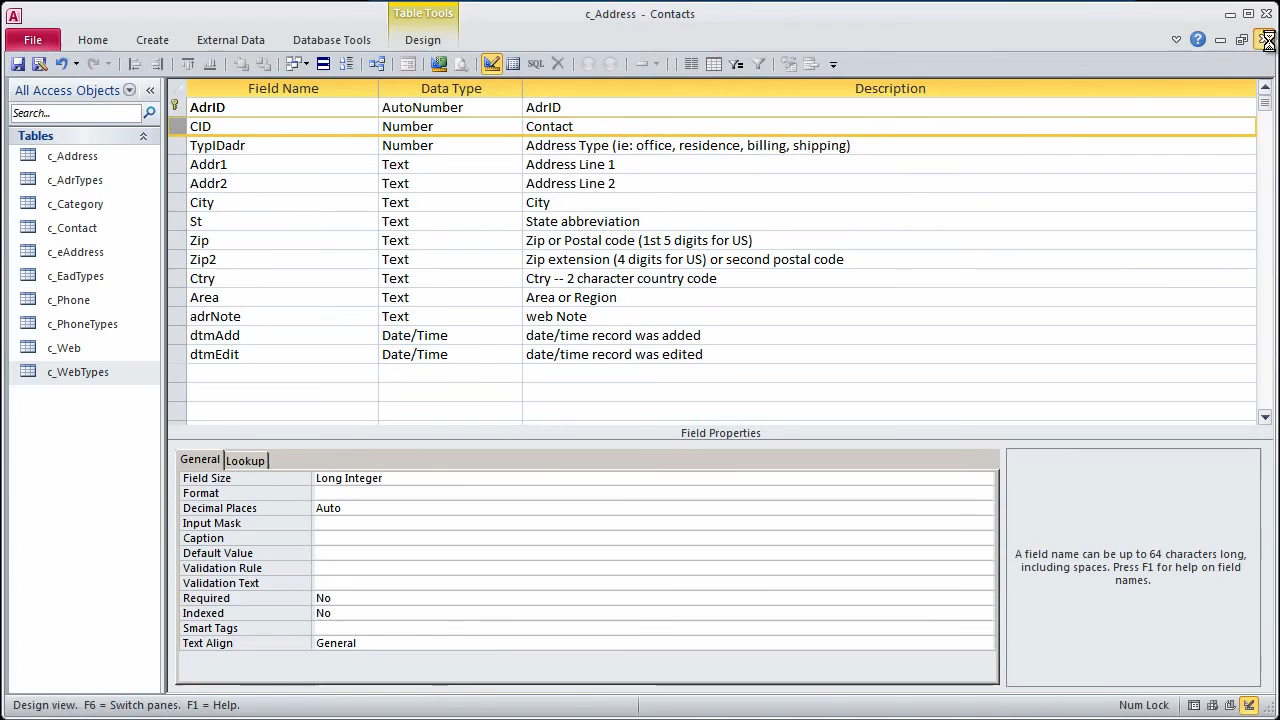 Table Tools
c_Address - Contacts
File Home Create External Data Database Tools Design
SQL
All Access Objects
Search...
Tables
c_Address
c_AdrTypes
c_Category
c_Contact
c_eAddress
c_EadTypes
c_Phone
c_PhoneTypes
c_Web
c_WebTypes
Field Name Data Type Description
AdrID AutoNumber AdrID
CID Number Contact
TypIDadr Number Address Type (ie: office, residence, billing, shipping)
Addr1 Text Address Line 1
Addr2 Text Address Line 2
City Text City
St Text State abbreviation
Zip Text Zip or Postal code (1st 5 digits for US)
Zip2 Text Zip extension (4 digits for US) or second postal code
Ctry Text Ctry -- 2 character country code
Area Text Area or Region
adrNote Text web Note
dtmAdd Date/Time date/time record was added
dtmEdit Date/Time date/time record was edited
Field Properties
General Lookup
Field Size Long Integer
Format
Decimal Places Auto
Input Mask
Caption
Default Value
Validation Rule
Validation Text
Required No
Indexed No
Smart Tags
Text Align General
A field name can be up to 64 characters long,
including spaces. Press F1 for help on field
names.
Design view. F6 = Switch panes. F1 = Help.
Num Lock